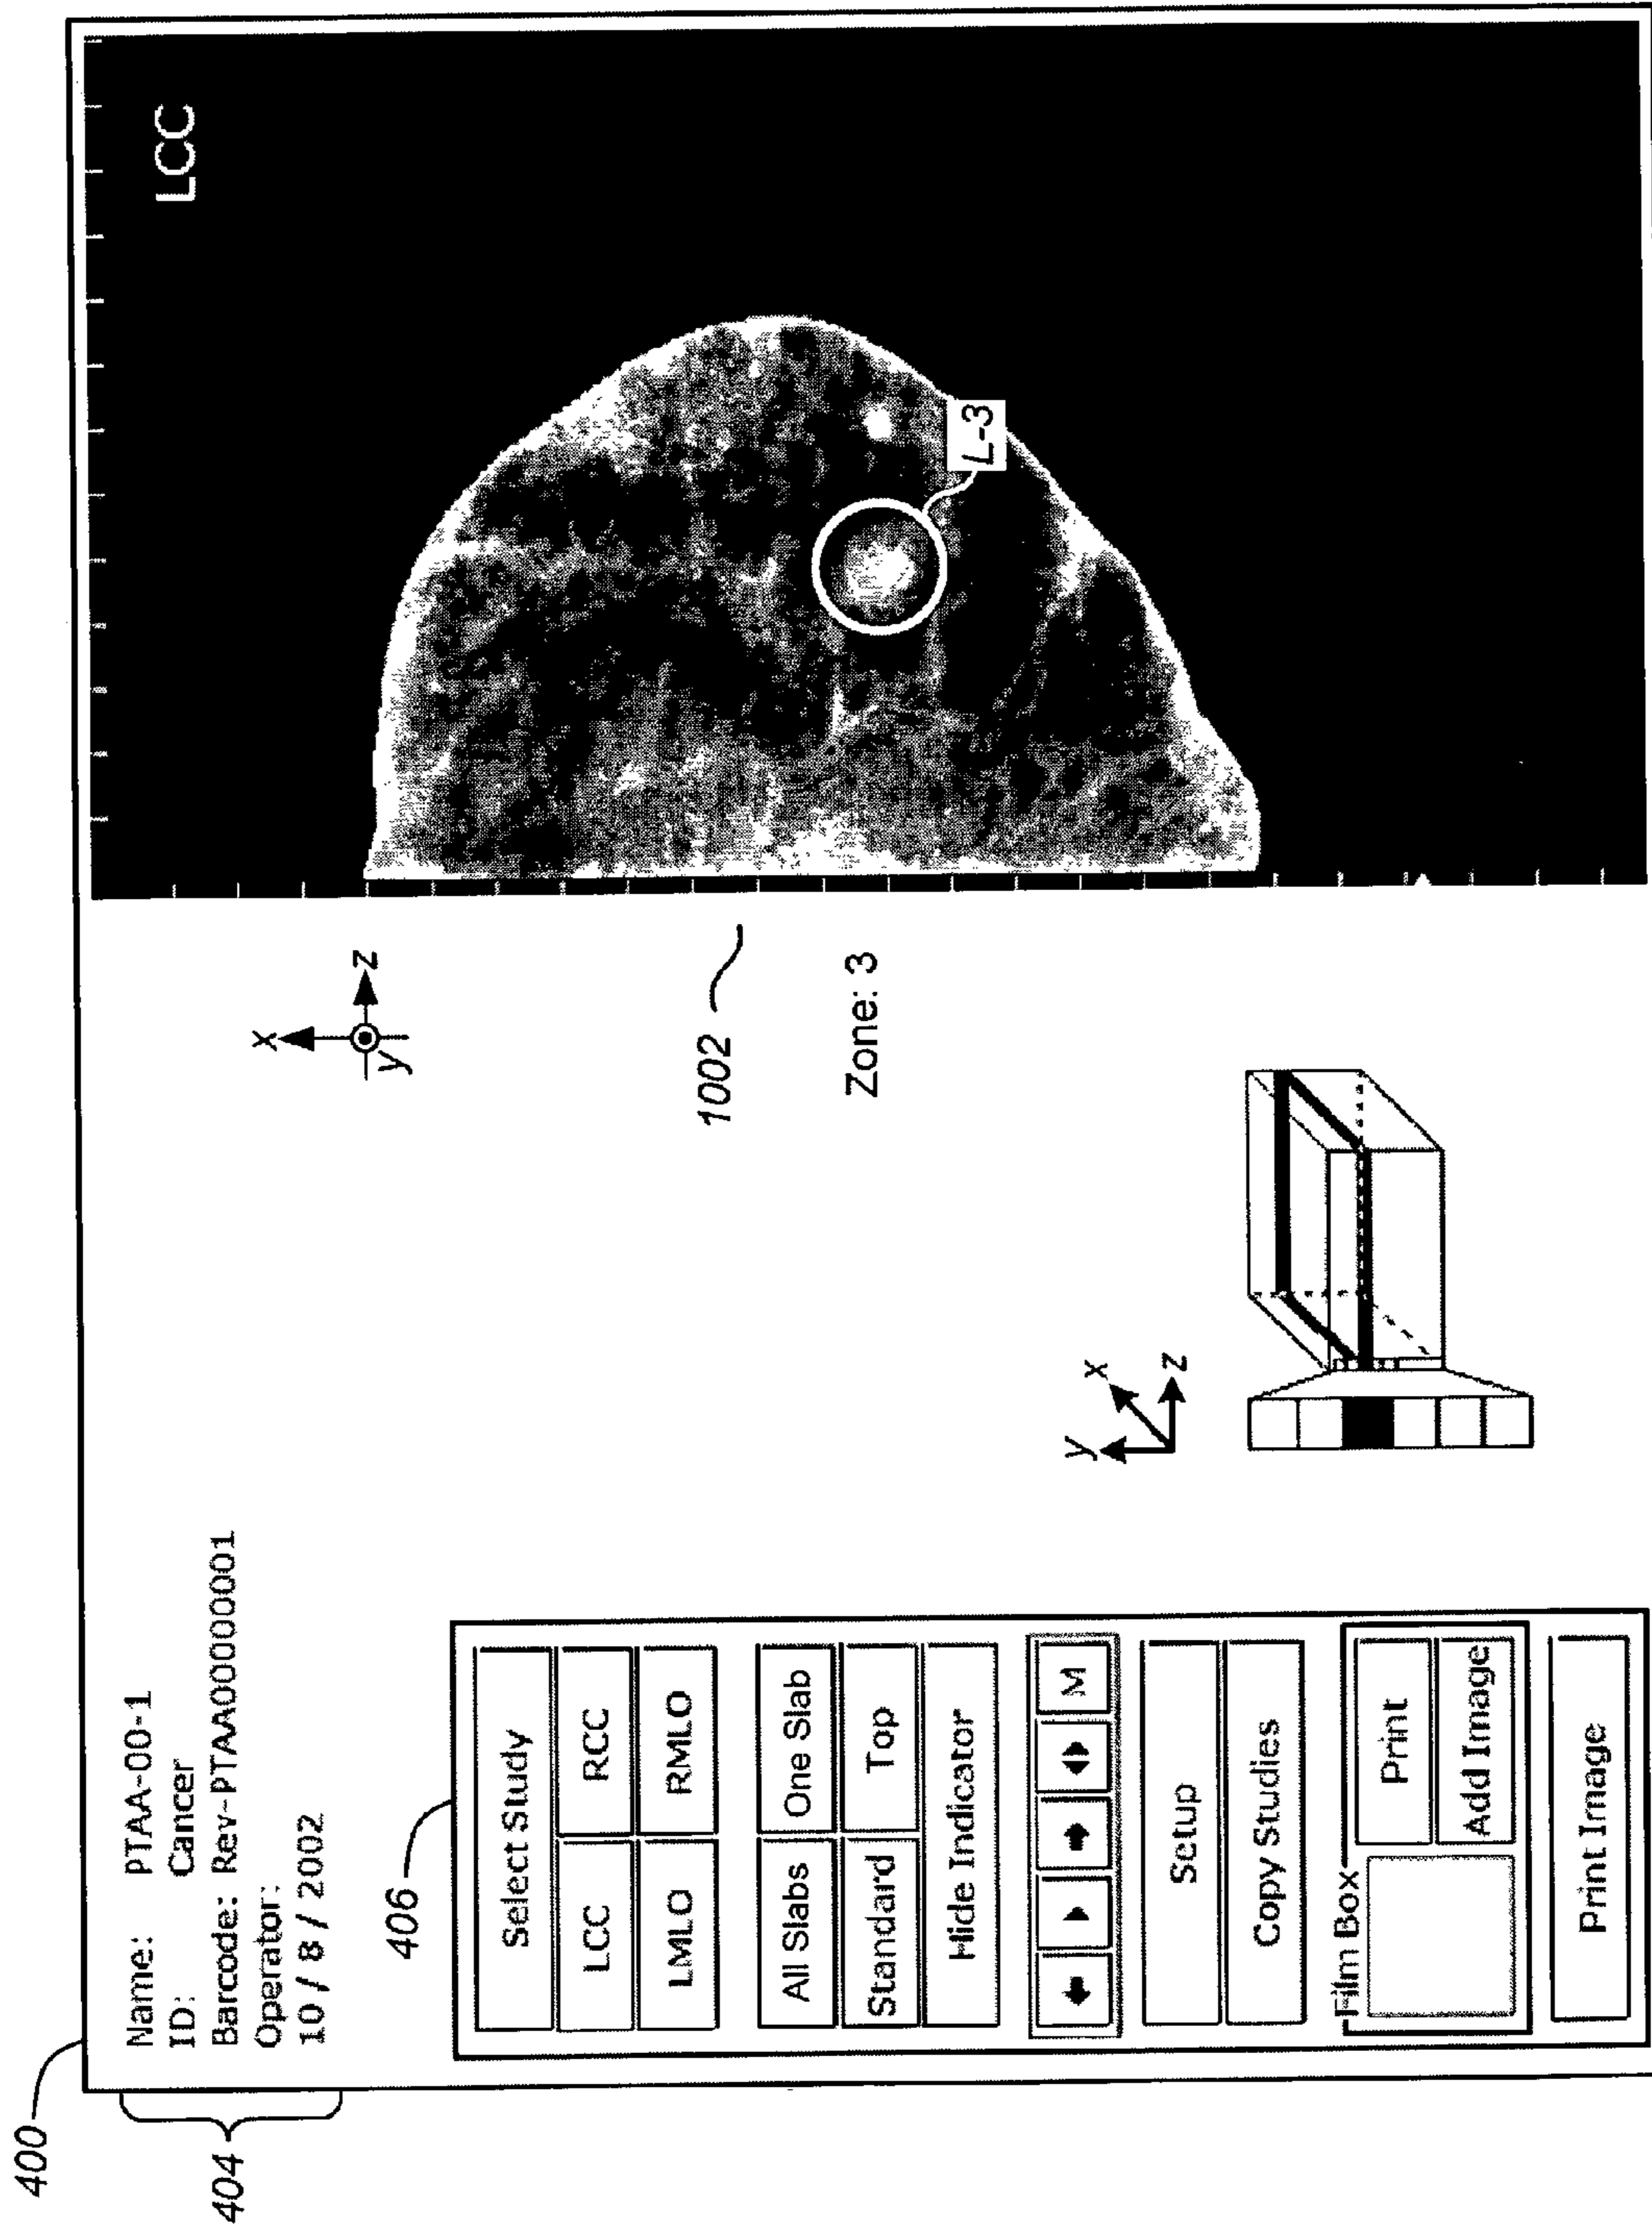 400
404
Name: PTAA-00-1
ID: Cancer
Barcode: Rev-PTAA0000001
Operator:
10 / 8 / 2002
406
Select Study
LCC RCC
LMLO RMLO
All Slabs One Slab
Standard Top
Hide Indicator
M
Setup
Copy Studies
Film Box
Print
Add Image
Print Image
y x
z
x
y z
1002
Zone: 3
LCC
L-3